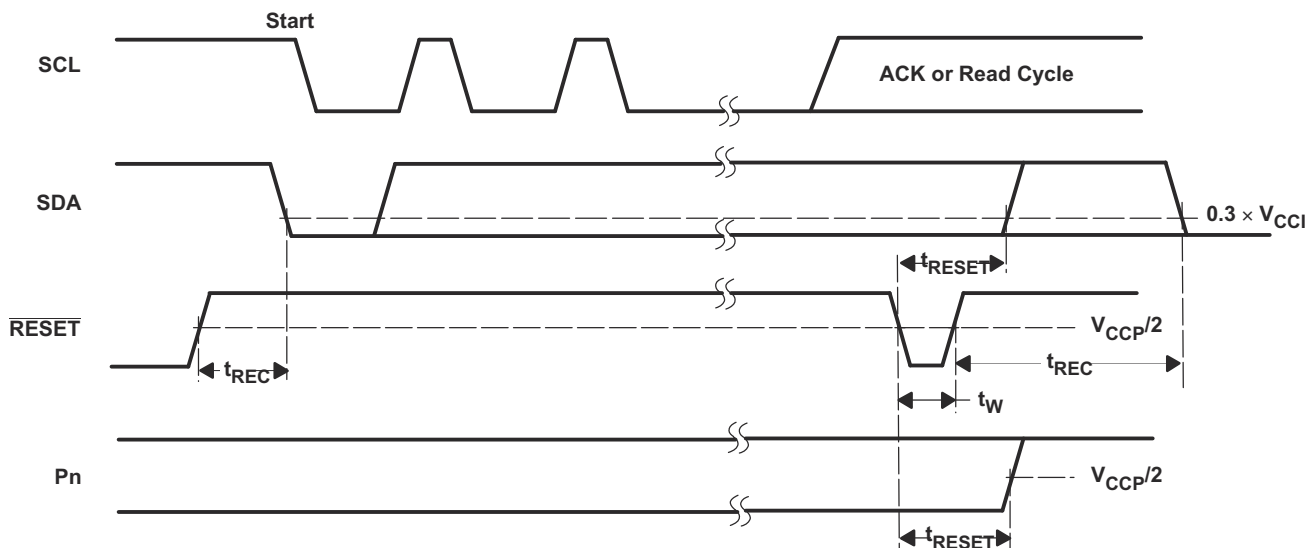 Start
SCL
ACK or Read Cycle
SDA
0.3 × VCCI
tRESET
RESET
VCCP/2
tREC
tREC
tW
Pn
VCCP/2
tRESET